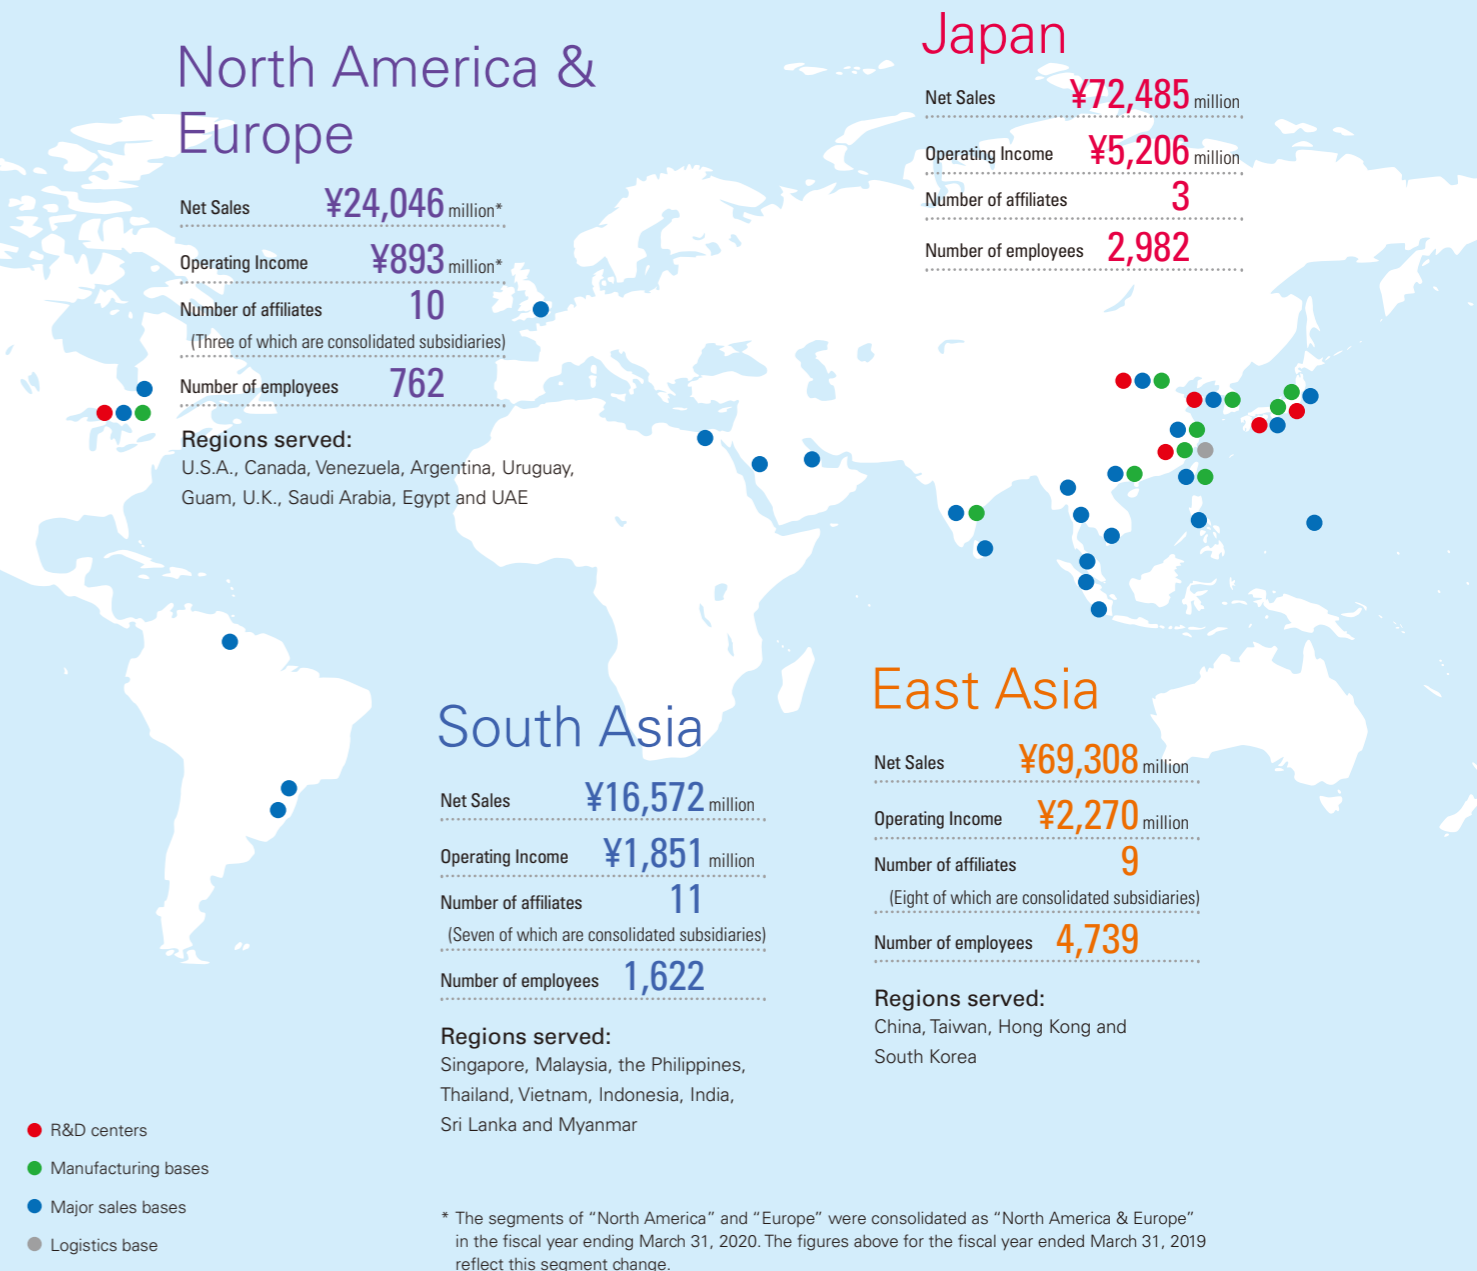 North America &
Europe
Net Sales ¥24,046 million*
Operating Income ¥893 million*
Number of affiliates 10
(Three of which are consolidated subsidiaries)
Number of employees 762
Regions served:
U.S.A., Canada, Venezuela, Argentina, Uruguay,
Guam, U.K., Saudi Arabia, Egypt and UAE
Japan
Net Sales ¥72,485 million
Operating Income ¥5,206 million
Number of affiliates 3
Number of employees 2,982
South Asia
Net Sales ¥16,572 million
Operating Income ¥1,851 million
Number of affiliates 11
(Seven of which are consolidated subsidiaries)
Number of employees 1,622
Regions served:
Singapore, Malaysia, the Philippines,
Thailand, Vietnam, Indonesia, India,
Sri Lanka and Myanmar
East Asia
Net Sales ¥69,308 million
Operating Income ¥2,270 million
Number of affiliates 9
(Eight of which are consolidated subsidiaries)
Number of employees 4,739
Regions served:
China, Taiwan, Hong Kong and
South Korea
R&D centers
Manufacturing bases
Major sales bases
Logistics base
* The segments of “North America” and “Europe” were consolidated as “North America & Europe”
in the fiscal year ending March 31, 2020. The figures above for the fiscal year ended March 31, 2019
reflect this segment change.